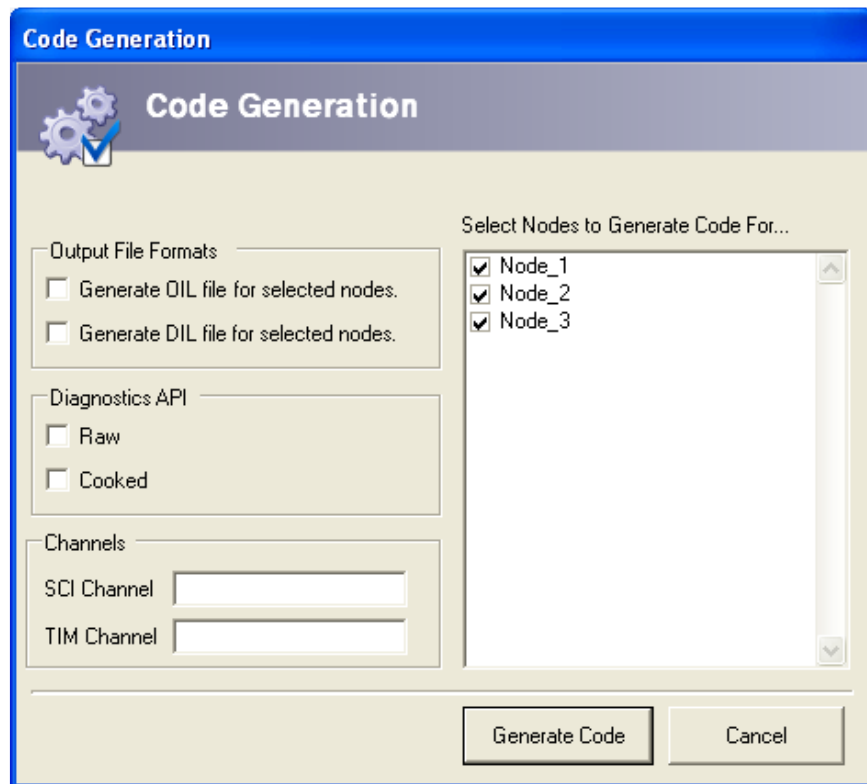 Code Generation
Code Generation
Select Nodes to Generate Code For...
Output File Formats
Generate OIL file for selected nodes.
Generate DIL file for selected nodes.
Diagnostics API
Raw
Cooked
Channels
SCI Channel
TIM Channel
Node_1
Node_2
Node_3
Generate Code
Cancel